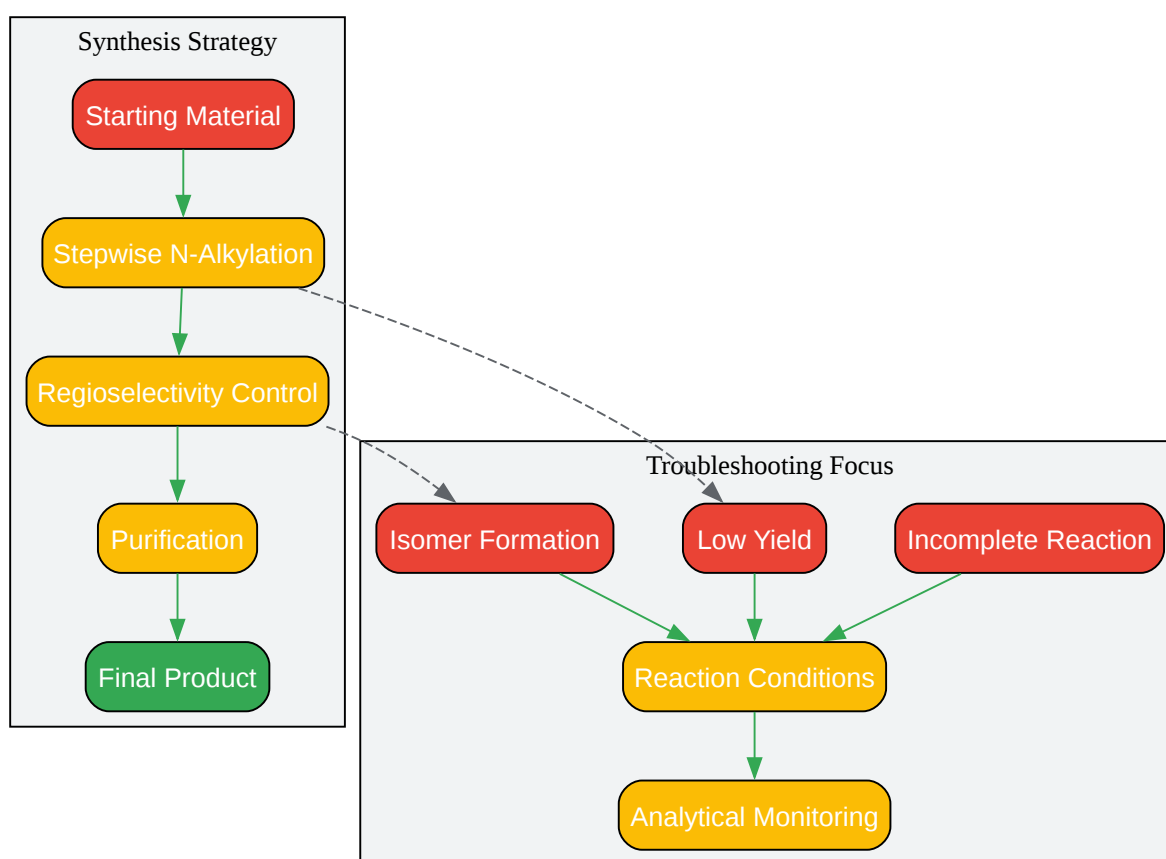 Synthesis Strategy
Starting Material
Stepwise N-Alkylation
Regioselectivity Control
Purification
Final Product
Troubleshooting Focus
Isomer Formation
Low Yield
Incomplete Reaction
Reaction Conditions
Analytical Monitoring